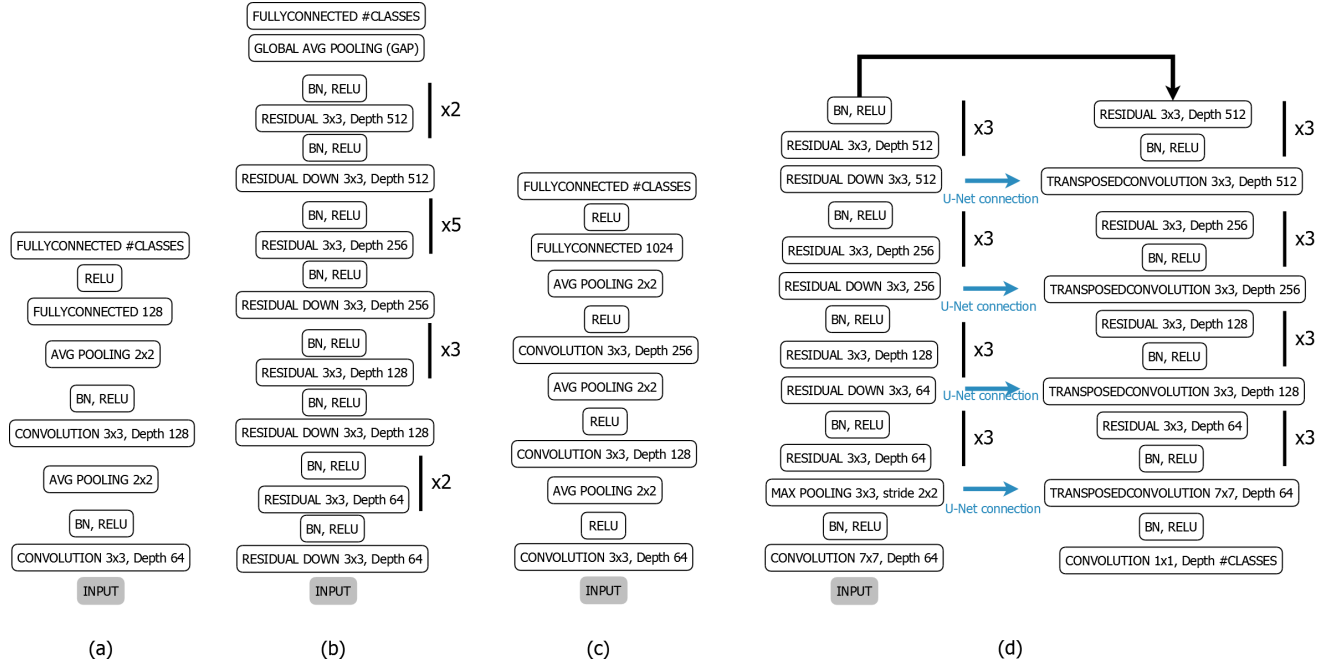 FULLYCONNECTED #CLASSES
RELU
FULLYCONNECTED 128
AVG POOLING 2x2
BN, RELU
CONVOLUTION 3x3, Depth 128
AVG POOLING 2x2
BN, RELU
CONVOLUTION 3x3, Depth 64
INPUT
(a)
FULLYCONNECTED #CLASSES
GLOBAL AVG POOLING (GAP)
BN, RELU
RESIDUAL 3x3, Depth 512
x2
BN, RELU
RESIDUAL DOWN 3x3, Depth 512
BN, RELU
RESIDUAL 3x3, Depth 256
x5
BN, RELU
RESIDUAL DOWN 3x3, Depth 256
BN, RELU
RESIDUAL 3x3, Depth 128
x3
BN, RELU
RESIDUAL DOWN 3x3, Depth 128
BN, RELU
RESIDUAL 3x3, Depth 64
x2
BN, RELU
RESIDUAL DOWN 3x3, Depth 64
INPUT
(b)
FULLYCONNECTED #CLASSES
RELU
FULLYCONNECTED 1024
AVG POOLING 2x2
RELU
CONVOLUTION 3x3, Depth 256
AVG POOLING 2x2
RELU
CONVOLUTION 3x3, Depth 128
AVG POOLING 2x2
RELU
CONVOLUTION 3x3, Depth 64
INPUT
(c)
BN, RELU
RESIDUAL 3x3, Depth 512
x3
RESIDUAL DOWN 3x3, 512
U-Net connection
BN, RELU
RESIDUAL 3x3, Depth 256
x3
RESIDUAL DOWN 3x3, 256
U-Net connection
BN, RELU
RESIDUAL 3x3, Depth 128
x3
RESIDUAL DOWN 3x3, 64
U-Net connection
BN, RELU
RESIDUAL 3x3, Depth 64
x3
MAX POOLING 3x3, stride 2x2
U-Net connection
BN, RELU
CONVOLUTION 7x7, Depth 64
INPUT
RESIDUAL 3x3, Depth 512
BN, RELU
x3
TRANSPOSEDCONVOLUTION 3x3, Depth 512
RESIDUAL 3x3, Depth 256
BN, RELU
x3
TRANSPOSEDCONVOLUTION 3x3, Depth 256
RESIDUAL 3x3, Depth 128
BN, RELU
x3
TRANSPOSEDCONVOLUTION 3x3, Depth 128
RESIDUAL 3x3, Depth 64
BN, RELU
x3
TRANSPOSEDCONVOLUTION 7x7, Depth 64
BN, RELU
CONVOLUTION 1x1, Depth #CLASSES
(d)